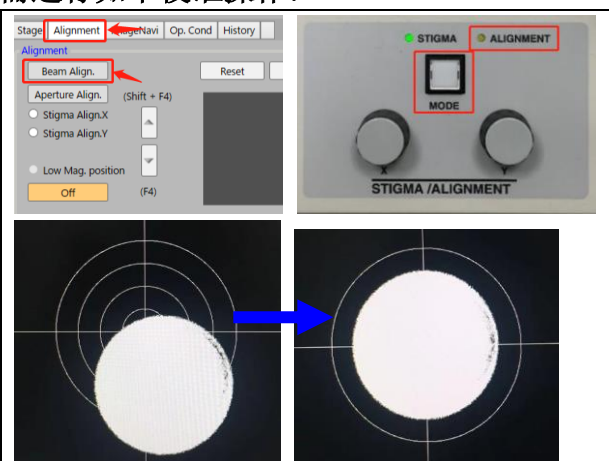 Stage Alignment ageNavi Op. Cond History
Alignment
Beam Align. Reset
Aperture Align. (Shift + F4)
Stigma Align.X
Stigma Align.Y
Low Mag. position
Off (F4)
STIGMA ALIGNMENT
MODE
X Y
STIGMA /ALIGNMENT